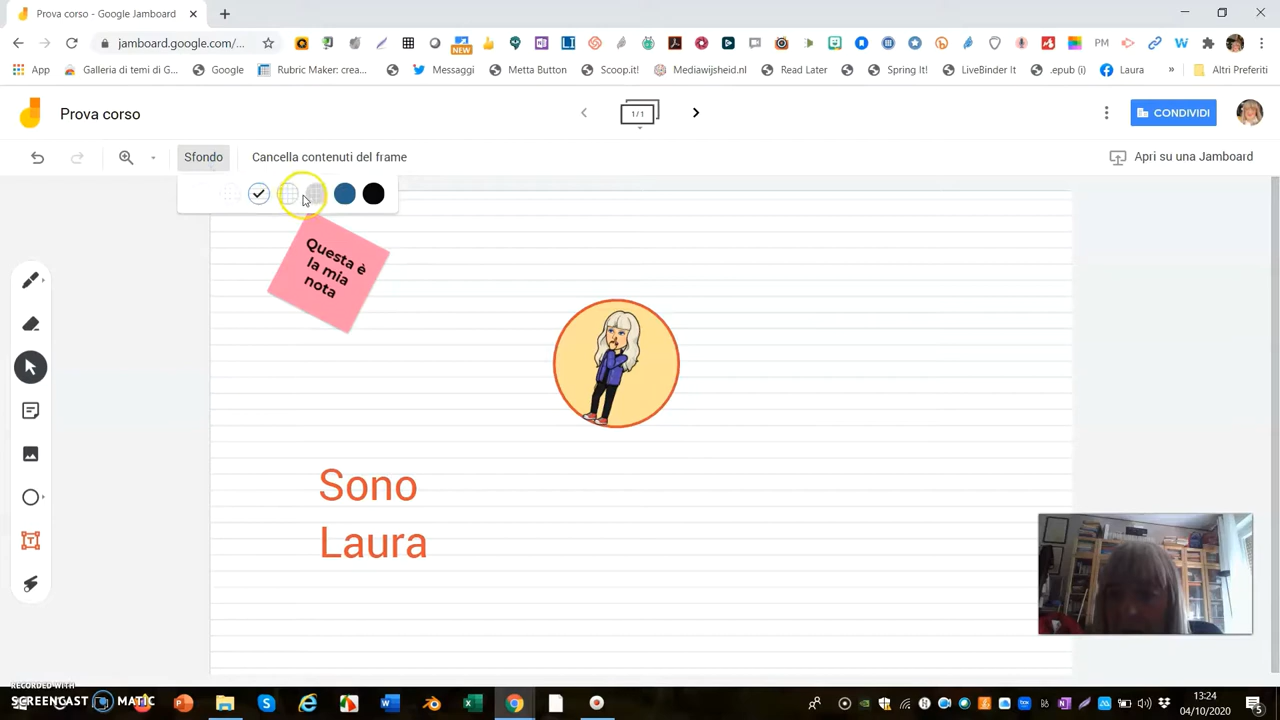 Prova corso - Google Jamboard
jamboard.google.com/...
NEW
PM
App
Galleria di temi di G...
Google
Rubric Maker: crea...
Messaggi
Metta Button
Scoop.it!
Mediawijsheid.nl
Read Later
Spring It!
LiveBinder It
.epub (i)
Laura
»
Altri Preferiti
Prova corso
1/1
CONDIVIDI
Sfondo
Cancella contenuti del frame
Apri su una Jamboard
Questa è
la mia
nota
Sono
Laura
RECORDED WITH
SCREENCAST MATIC
13:24
04/10/2020
5